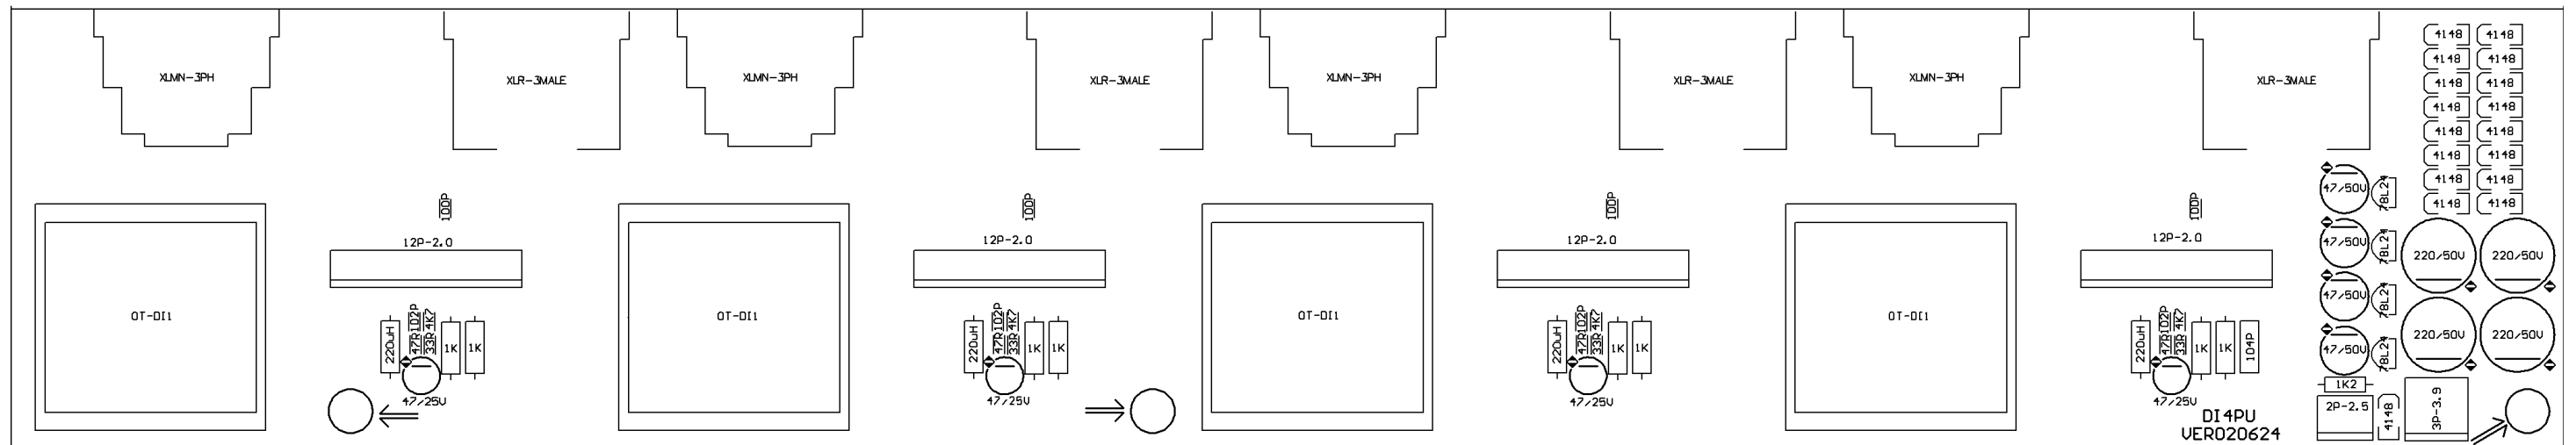 XLMN-3PH
XLR-3MALE
XLMN-3PH
XLR-3MALE
XLMN-3PH
XLR-3MALE
XLMN-3PH
XLR-3MALE
4148 4148
4148 4148
4148 4148
4148 4148
4148 4148
4148 4148
4148 4148
4148 4148
OT-DI1
100P
12P-2.0
220uH
47R 102P
33R 4K7
1K
1K
47/25V
OT-DI1
100P
12P-2.0
220uH
47R 102P
33R 4K7
1K
1K
47/25V
OT-DI1
100P
12P-2.0
220uH
47R 102P
33R 4K7
1K
1K
47/25V
OT-DI1
100P
12P-2.0
220uH
47R 102P
33R 4K7
1K
1K
104P
47/25V
47/50V
78L24
47/50V
78L24
47/50V
78L24
47/50V
78L24
220/50V
220/50V
220/50V
220/50V
1K2
2P-2.5
4148
3P-3.9
DI4PU
VER020624